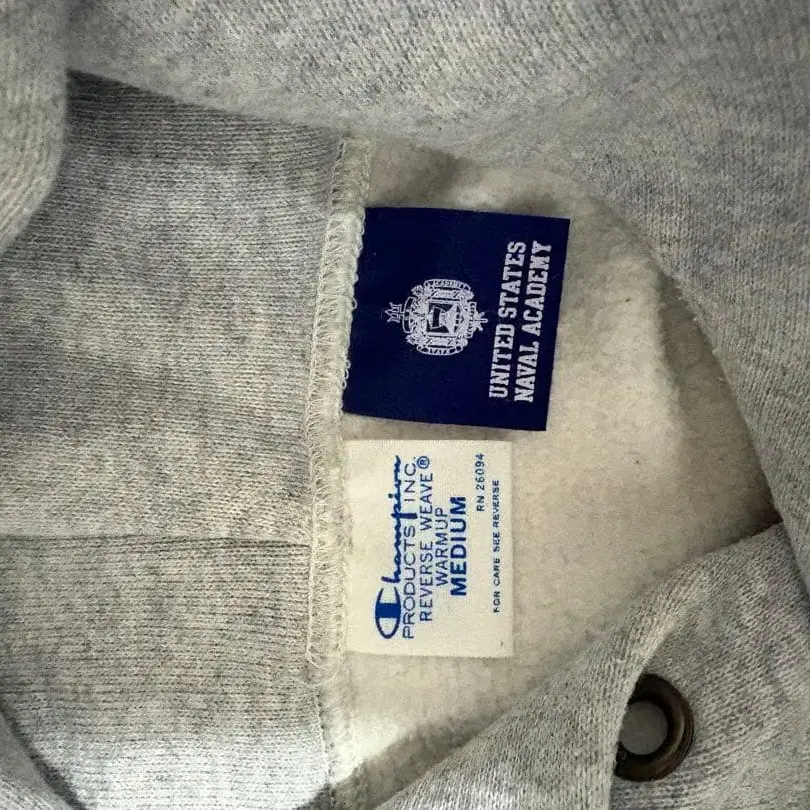 UNITED STATES
NAVAL ACADEMY
Champion
PRODUCTS INC.
REVERSE WEAVE®
WARMUP
MEDIUM
RN 26094
FOR CARE SEE REVERSE